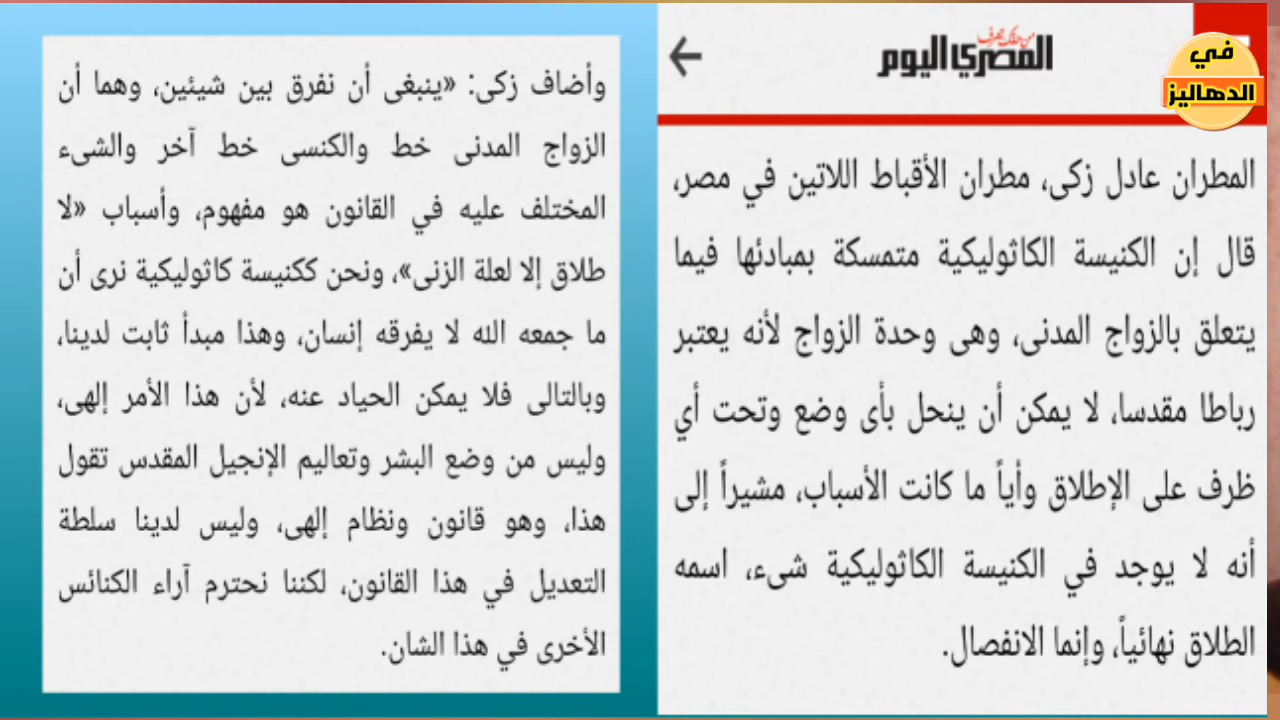 من حقك تعرف
المصري اليوم
في
الدهاليز
المطران عادل زكى، مطران الأقباط اللاتين في مصر،
قال إن الكنيسة الكاثوليكية متمسكة بمبادئها فيما
يتعلق بالزواج المدنى، وهى وحدة الزواج لأنه يعتبر
رباطا مقدسا، لا يمكن أن ينحل بأى وضع وتحت أي
ظرف على الإطلاق وأياً ما كانت الأسباب، مشيراً إلى
أنه لا يوجد في الكنيسة الكاثوليكية شىء، اسمه
الطلاق نهائياً، وإنما الانفصال.
وأضاف زكى: «ينبغى أن نفرق بين شيئين، وهما أن
الزواج المدنى خط والكنسى خط آخر والشىء
المختلف عليه في القانون هو مفهوم، وأسباب «لا
طلاق إلا لعلة الزنى»، ونحن ككنيسة كاثوليكية نرى أن
ما جمعه الله لا يفرقه إنسان، وهذا مبدأ ثابت لدينا،
وبالتالى فلا يمكن الحياد عنه، لأن هذا الأمر إلهى،
وليس من وضع البشر وتعاليم الإنجيل المقدس تقول
هذا، وهو قانون ونظام إلهى، وليس لدينا سلطة
التعديل في هذا القانون، لكننا نحترم آراء الكنائس
الأخرى في هذا الشان.